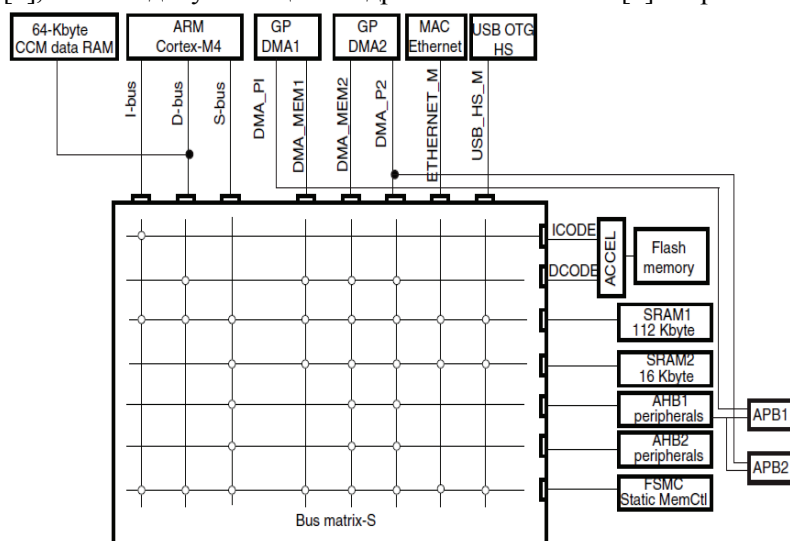 64-Kbyte
CCM data RAM
ARM
Cortex-M4
GP
DMA1
GP
DMA2
MAC
Ethernet
USB OTG
HS
I-bus
D-bus
S-bus
DMA_PI
DMA_MEM1
DMA_MEM2
DMA_P2
ETHERNET_M
USB_HS_M
ICODE
DCODE
ACCEL
Flash
memory
SRAM1
112 Kbyte
SRAM2
16 Kbyte
AHB1
peripherals
AHB2
peripherals
FSMC
Static MemCtl
APB1
APB2
Bus matrix-S